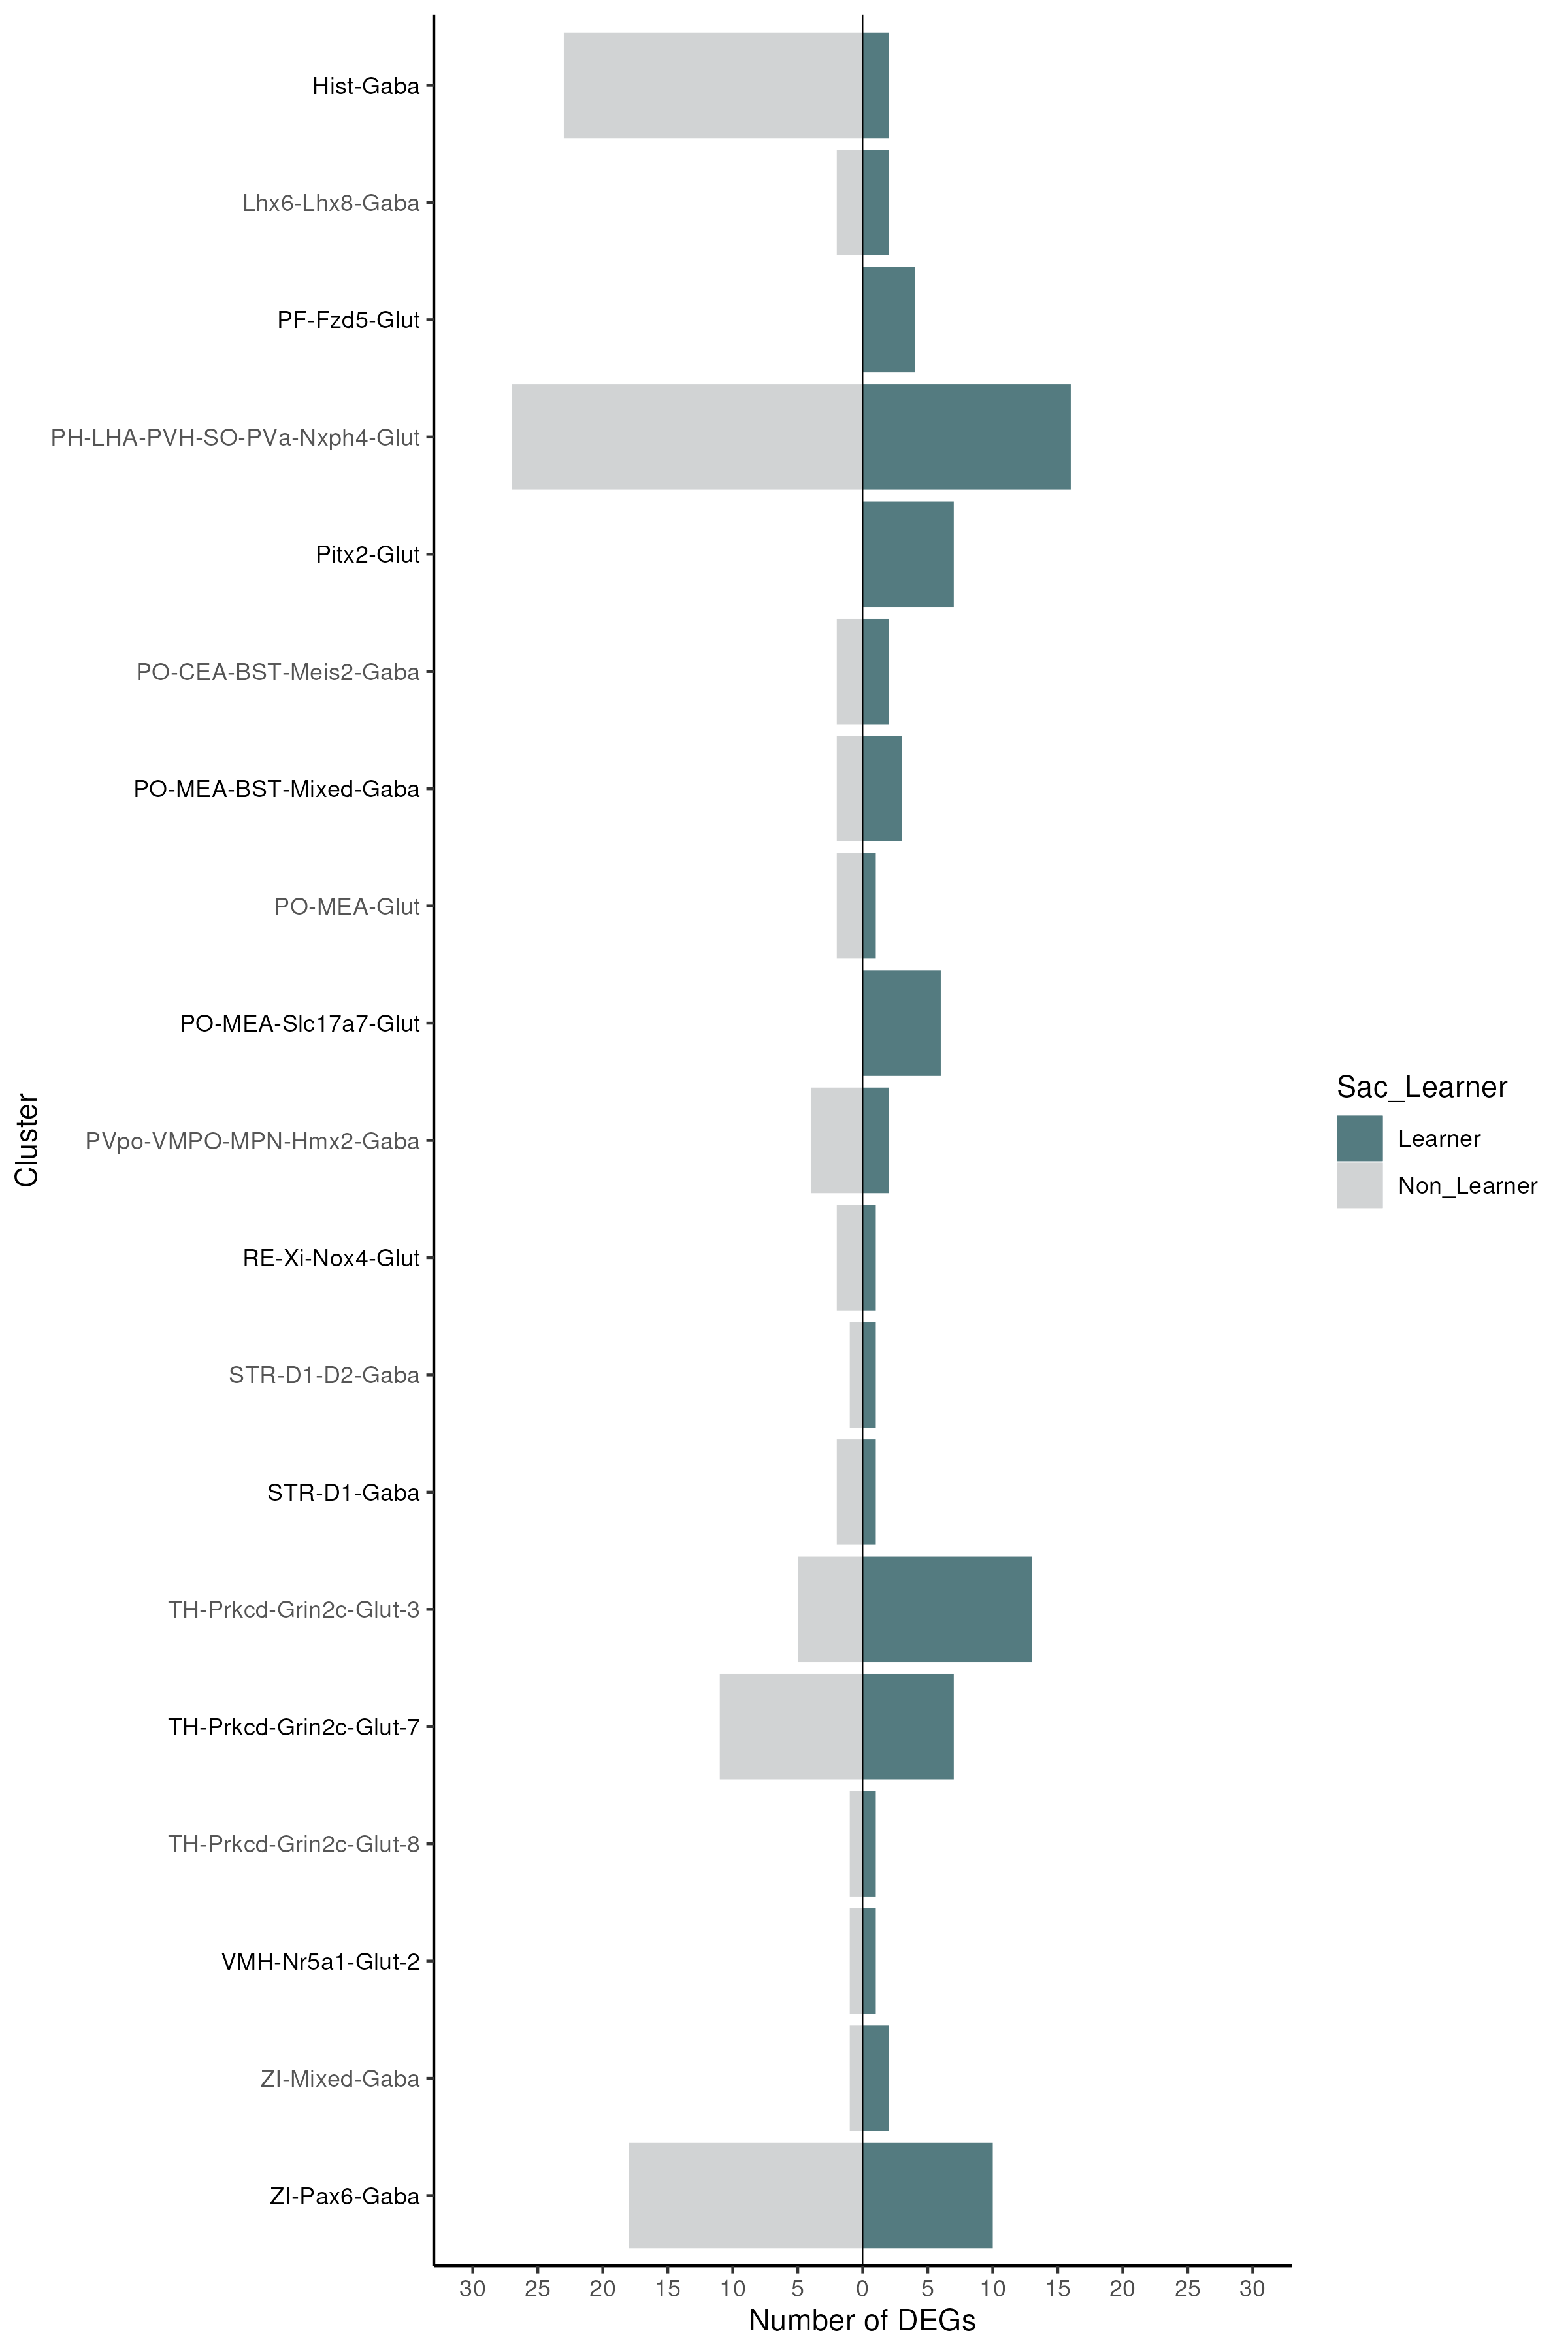 Hist-Gaba
Lhx6-Lhx8-Gaba
PF-Fzd5-Glut
PH-LHA-PVH-SO-PVa-Nxph4-Glut
Pitx2-Glut
PO-CEA-BST-Meis2-Gaba
PO-MEA-BST-Mixed-Gaba
PO-MEA-Glut
PO-MEA-Slc17a7-Glut
PVpo-VMPO-MPN-Hmx2-Gaba
RE-Xi-Nox4-Glut
STR-D1-D2-Gaba
STR-D1-Gaba
TH-Prkcd-Grin2c-Glut-3
TH-Prkcd-Grin2c-Glut-7
TH-Prkcd-Grin2c-Glut-8
VMH-Nr5a1-Glut-2
ZI-Mixed-Gaba
ZI-Pax6-Gaba
Cluster
30 25 20 15 10 5 0 5 10 15 20 25 30
Number of DEGs
Sac_Learner
Learner
Non_Learner